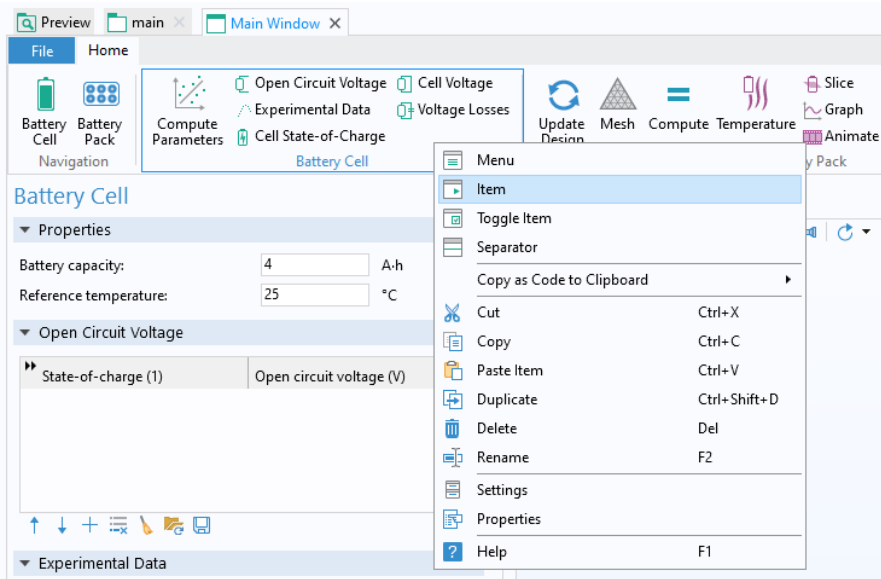 Preview
main
Main Window
File
Home
Open Circuit Voltage
Cell Voltage
Experimental Data
Voltage Losses
Cell State-of-Charge
Battery Cell
Battery Pack
Compute Parameters
Update Design
Mesh
Compute
Temperature
Slice
Graph
Animate
Navigation
Battery Cell
y Pack
Battery Cell
Properties
Battery capacity:
4
A·h
Reference temperature:
25
°C
Open Circuit Voltage
State-of-charge (1)
Open circuit voltage (V)
Experimental Data
Menu
Item
Toggle Item
Separator
Copy as Code to Clipboard
Cut Ctrl+X
Copy Ctrl+C
Paste Item Ctrl+V
Duplicate Ctrl+Shift+D
Delete Del
Rename F2
Settings
Properties
Help F1